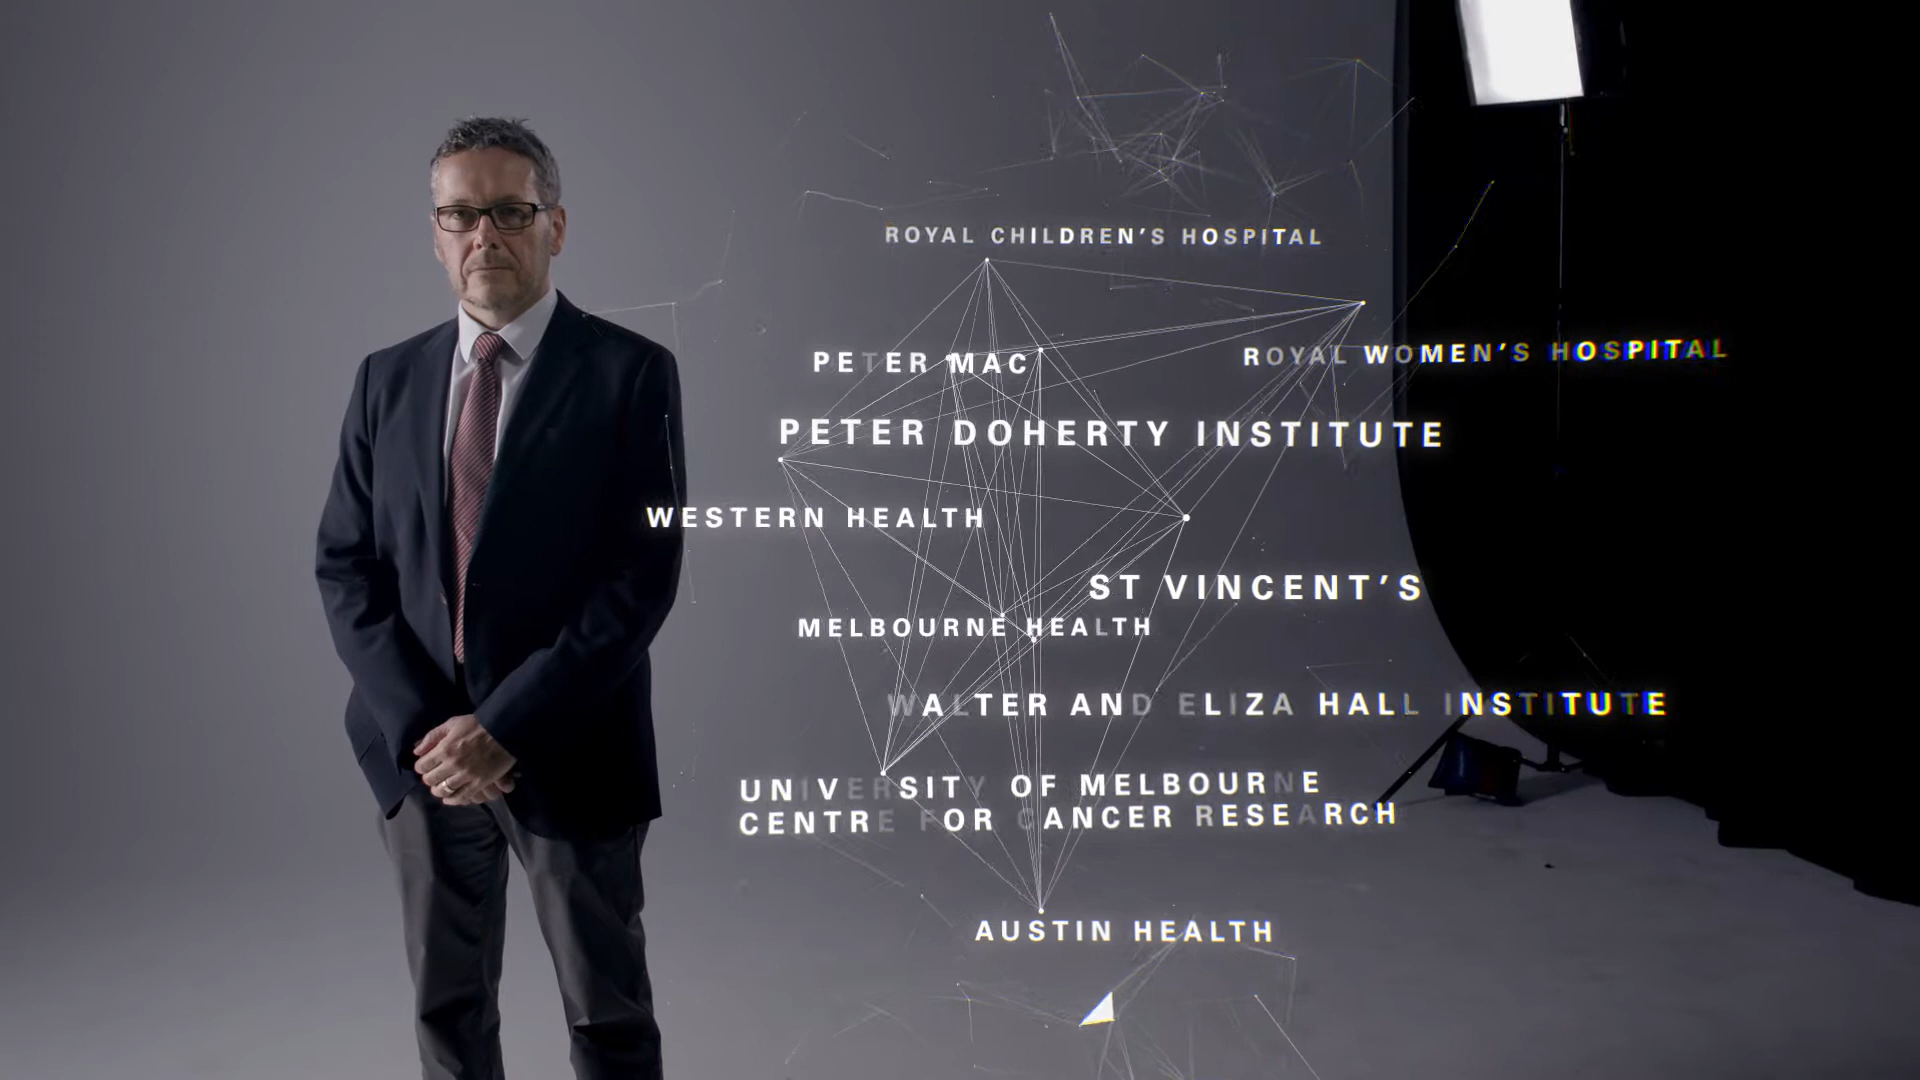 ROYAL CHILDREN'S HOSPITAL
ROYAL WOMEN'S HOSPITAL
PETER MAC
PETER DOHERTY INSTITUTE
WESTERN HEALTH
ST VINCENT'S
MELBOURNE HEALTH
WALTER AND ELIZA HALL INSTITUTE
UNIVERSITY OF MELBOURNE
CENTRE FOR CANCER RESEARCH
AUSTIN HEALTH